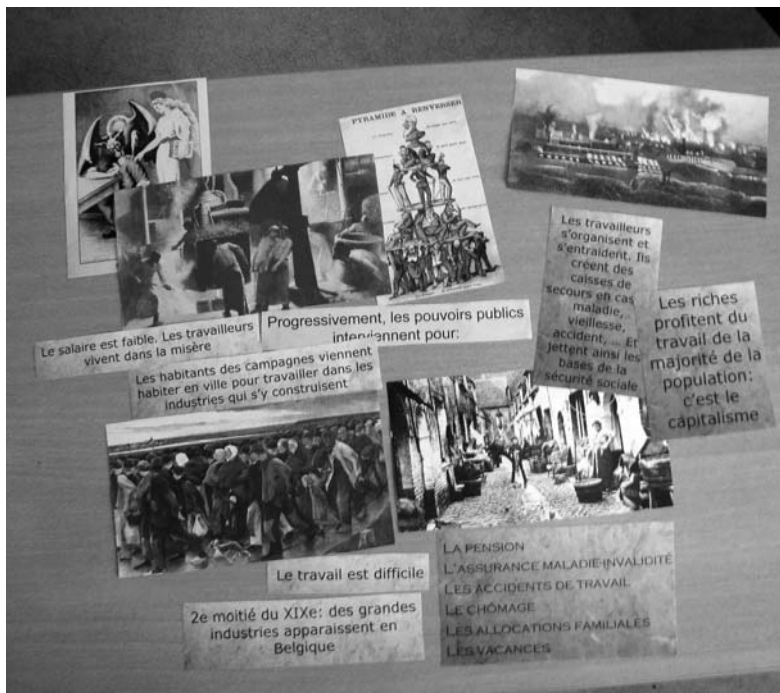 PYRAMIDE A RENVERSER
Les travailleurs
s'organisent et
s'entraident. Ils
créent des
caisses de
secours en cas
maladie,
vieillesse,
accident, ... Et
jettent ainsi les
bases de la
sécurité sociale
Les riches
profitent du
travail de la
majorité de la
population:
c'est le
capitalisme
Le salaire est faible. Les travailleurs
vivent dans la misère
Progressivement, les pouvoirs publics
interviennent pour:
Les habitants des campagnes viennent
habiter en ville pour travailler dans les
industries qui s'y construisent
Le travail est difficile
2e moitié du XIXe: des grandes
industries apparaissent en
Belgique
LA PENSION
L'ASSURANCE MALADIE-INVALIDITÉ
LES ACCIDENTS DE TRAVAIL
LE CHÔMAGE
LES ALLOCATIONS FAMILIALES
LES VACANCES